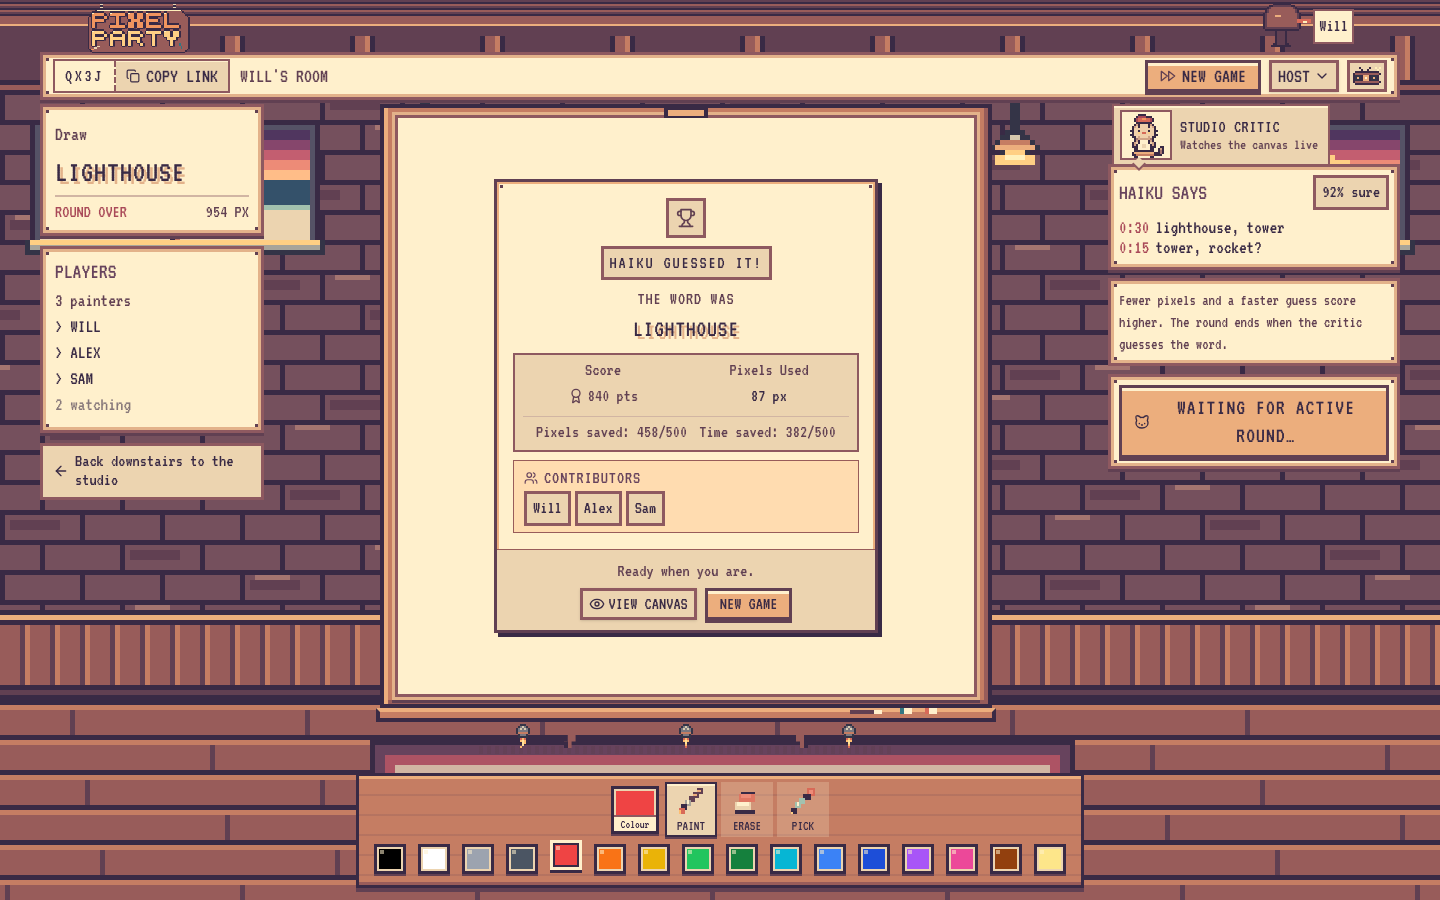 PIXEL
PARTY
Will
QX3J
COPY LINK
WILL'S ROOM
NEW GAME
HOST
Draw
LIGHTHOUSE
ROUND OVER
954 PX
PLAYERS
3 painters
> WILL
> ALEX
> SAM
2 watching
Back downstairs to the
studio
HAIKU GUESSED IT!
THE WORD WAS
LIGHTHOUSE
Score
Pixels Used
840 pts
87 px
Pixels saved: 458/500
Time saved: 382/500
CONTRIBUTORS
Will
Alex
Sam
Ready when you are.
VIEW CANVAS
NEW GAME
STUDIO CRITIC
Watches the canvas live
HAIKU SAYS
92% sure
0:30 lighthouse, tower
0:15 tower, rocket?
Fewer pixels and a faster guess score
higher. The round ends when the critic
guesses the word.
WAITING FOR ACTIVE
ROUND…
Colour
PAINT
ERASE
PICK